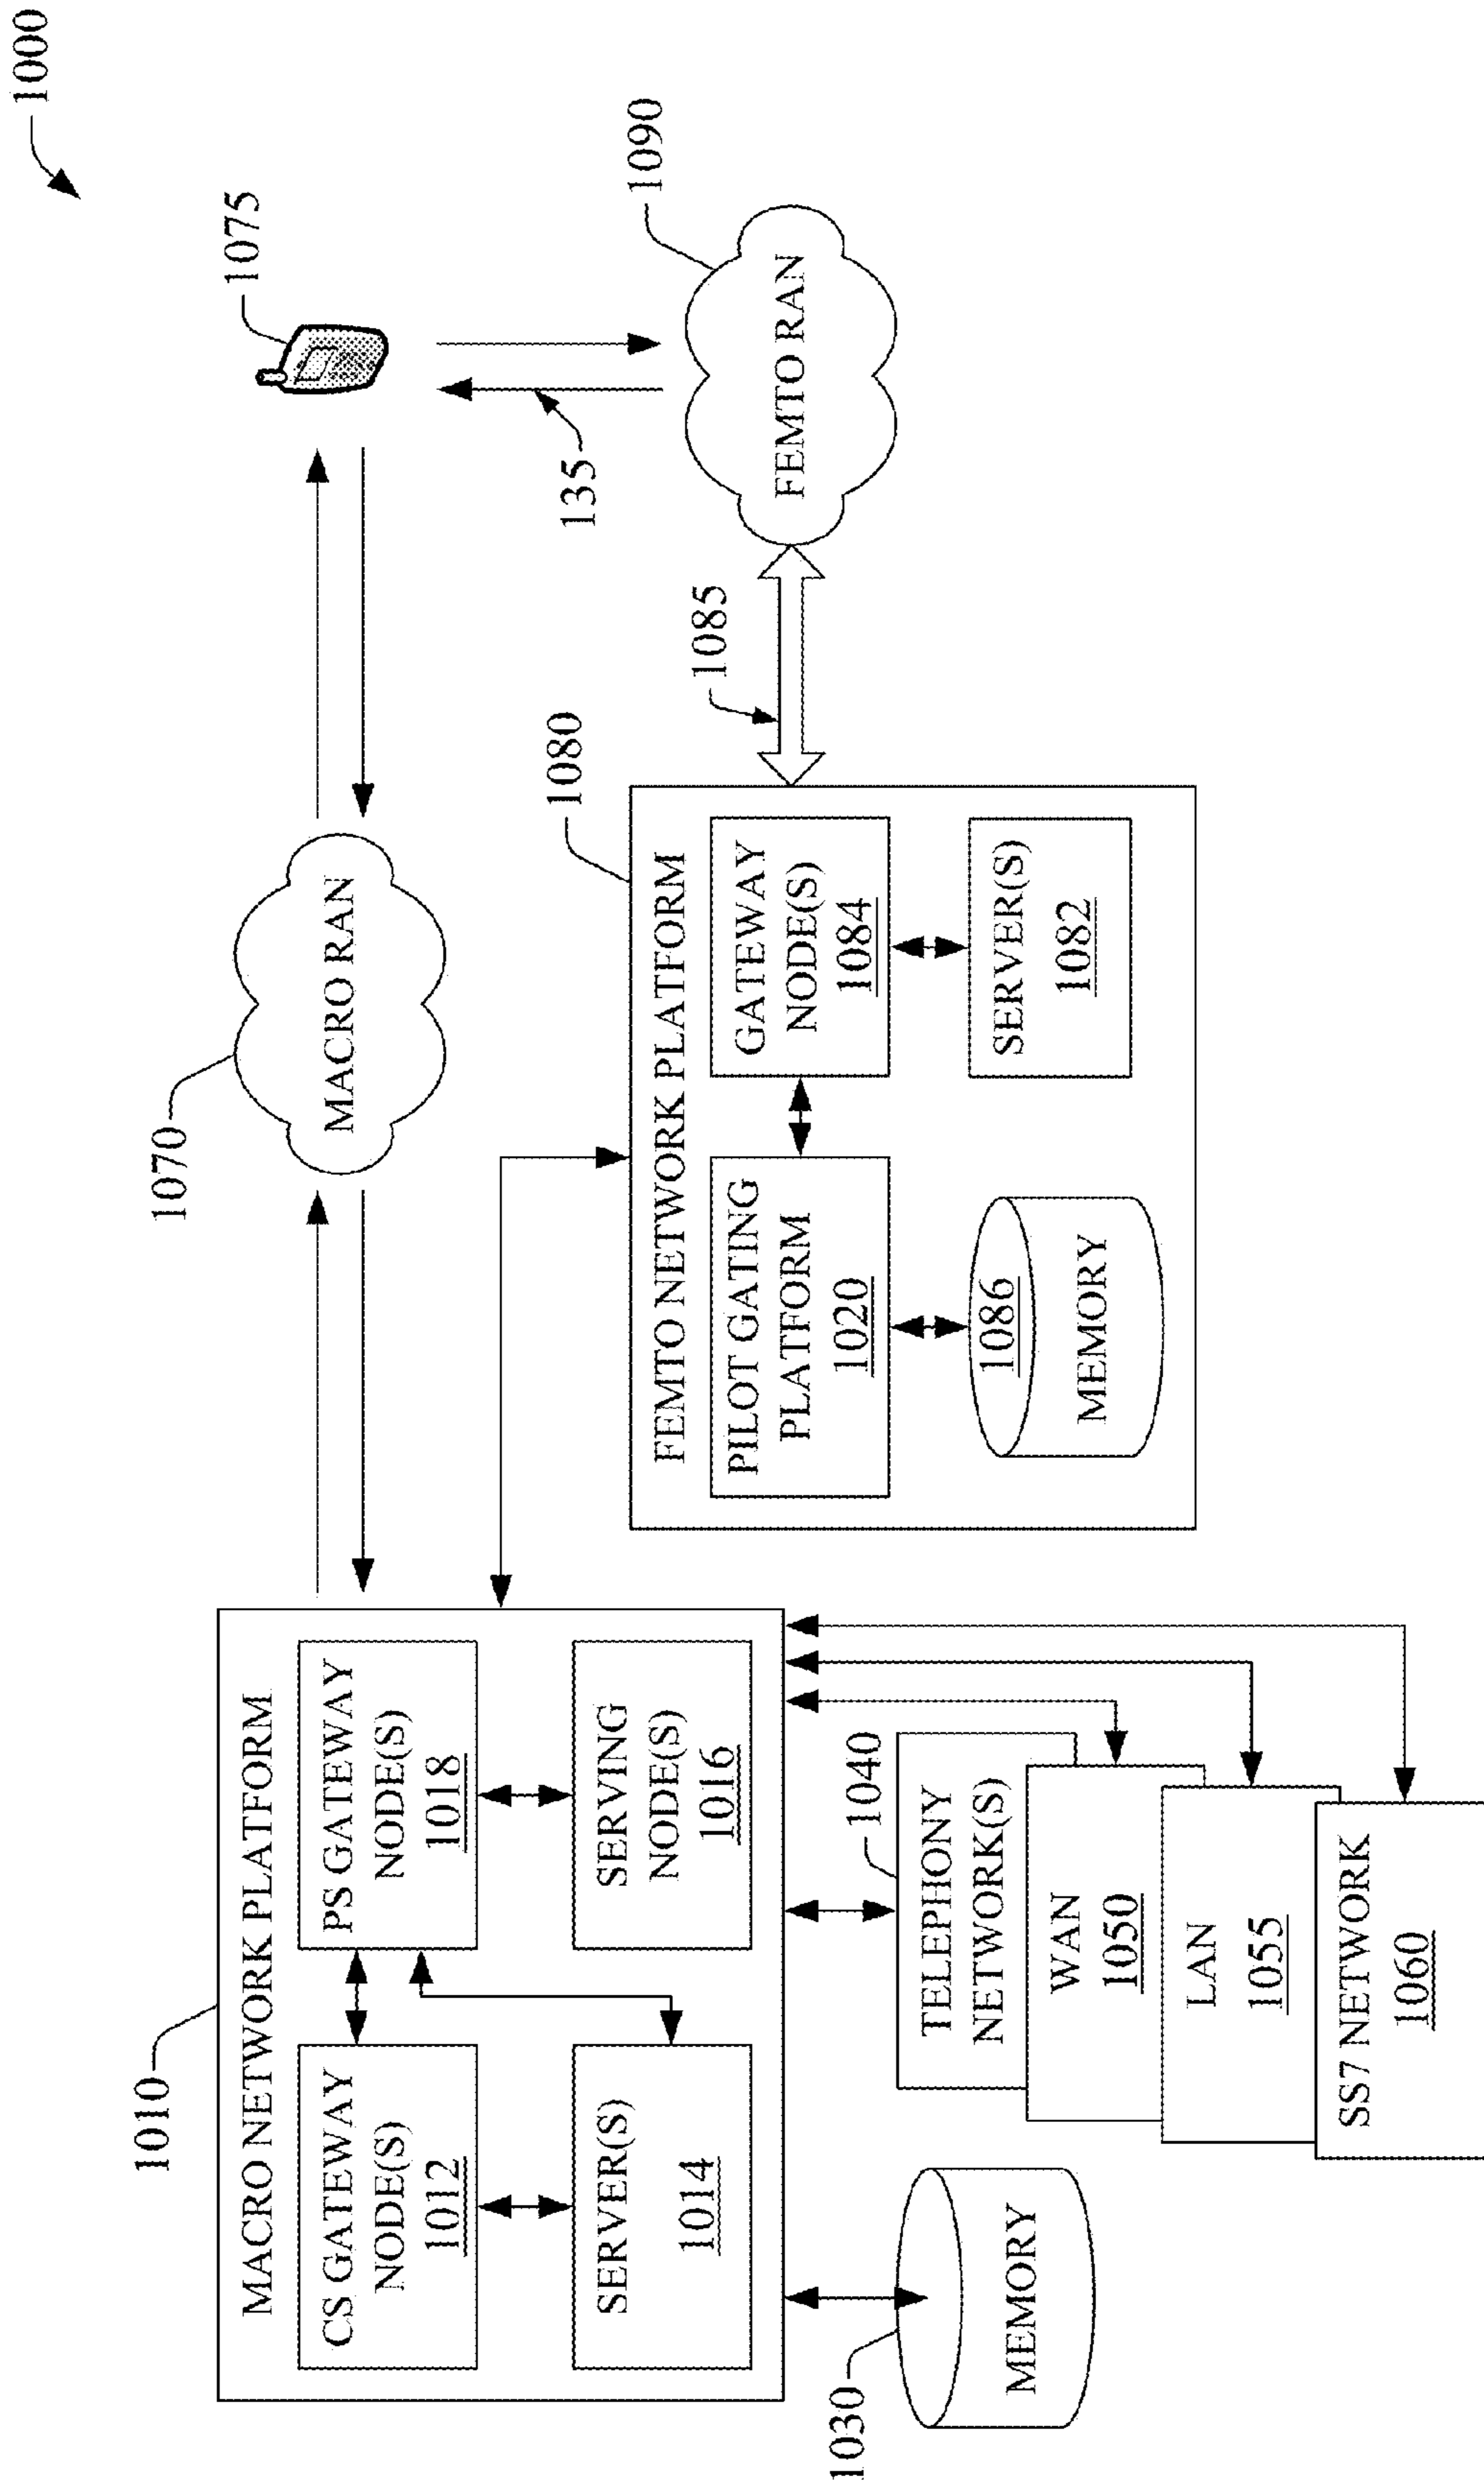 1000
1010
1070
1075
MACRO NETWORK PLATFORM
CS GATEWAY
NODE(S)
1012
PS GATEWAY
NODE(S)
1018
SERVER(S)
1014
SERVING
NODE(S)
1016
MACRO RAN
135
1030
MEMORY
1040
TELEPHONY
NETWORK(S)
WAN
1050
LAN
1055
SS7 NETWORK
1060
1080
FEMTO NETWORK PLATFORM
PILOT GATING
PLATFORM
1020
GATEWAY
NODE(S)
1084
1086
MEMORY
SERVER(S)
1082
1085
1090
FEMTO RAN